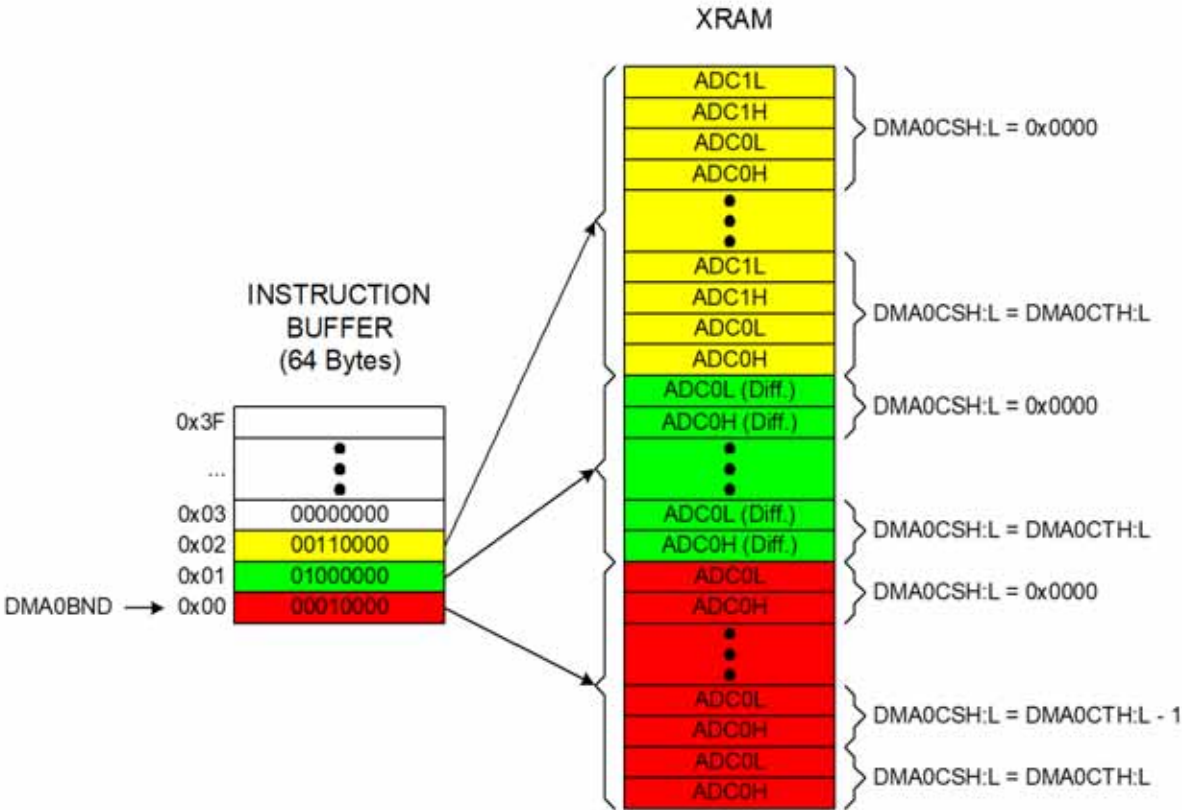 XRAM
ADC1L
ADC1H
ADC0L
ADC0H
DMA0CSH:L = 0x0000
ADC1L
ADC1H
ADC0L
ADC0H
DMA0CSH:L = DMA0CTH:L
ADC0L (Diff.)
ADC0H (Diff.)
DMA0CSH:L = 0x0000
ADC0L (Diff.)
ADC0H (Diff.)
DMA0CSH:L = DMA0CTH:L
ADC0L
ADC0H
DMA0CSH:L = 0x0000
ADC0L
ADC0H
DMA0CSH:L = DMA0CTH:L - 1
ADC0L
ADC0H
DMA0CSH:L = DMA0CTH:L
INSTRUCTION
BUFFER
(64 Bytes)
0x3F
...
0x03 00000000
0x02 00110000
0x01 01000000
DMA0BND 0x00 00010000